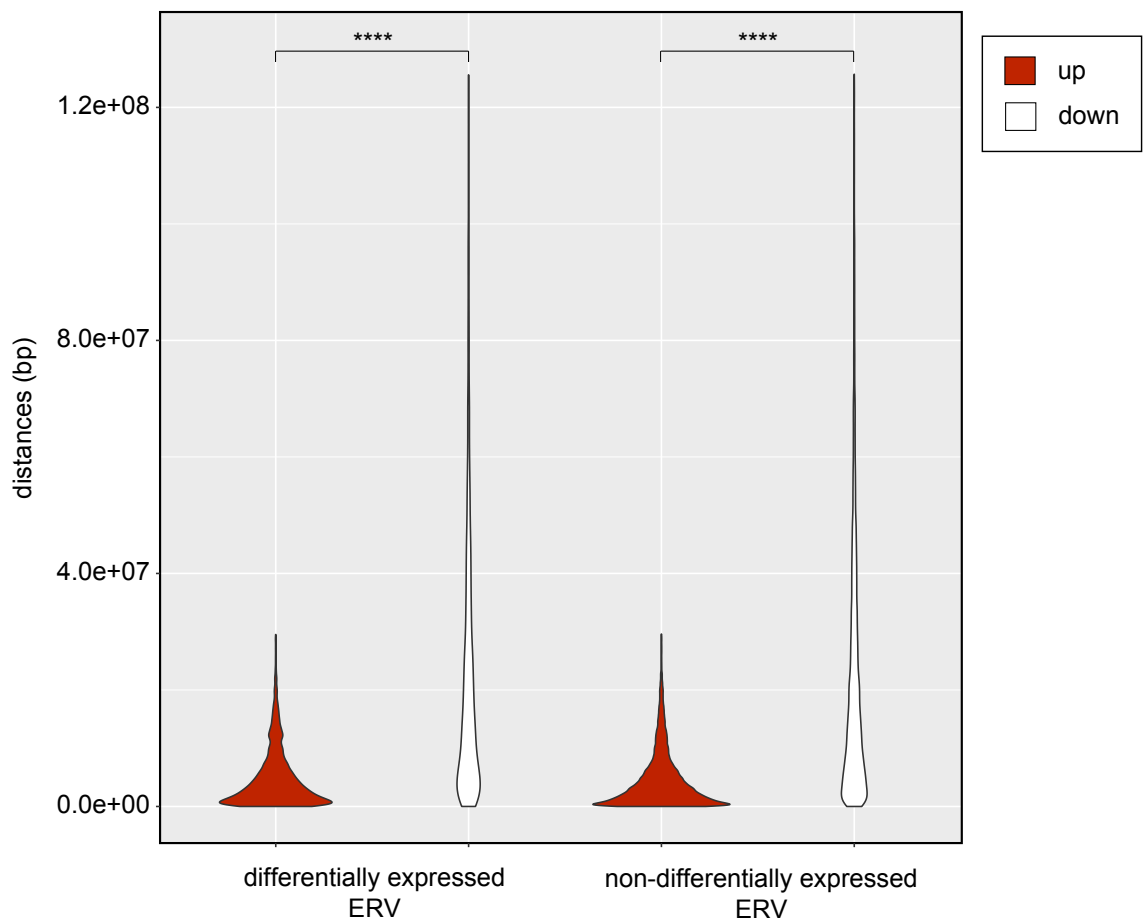 ****
****
up
down
1.2e+08
8.0e+07
4.0e+07
0.0e+00
distances (bp)
differentially expressed
ERV
non-differentially expressed
ERV